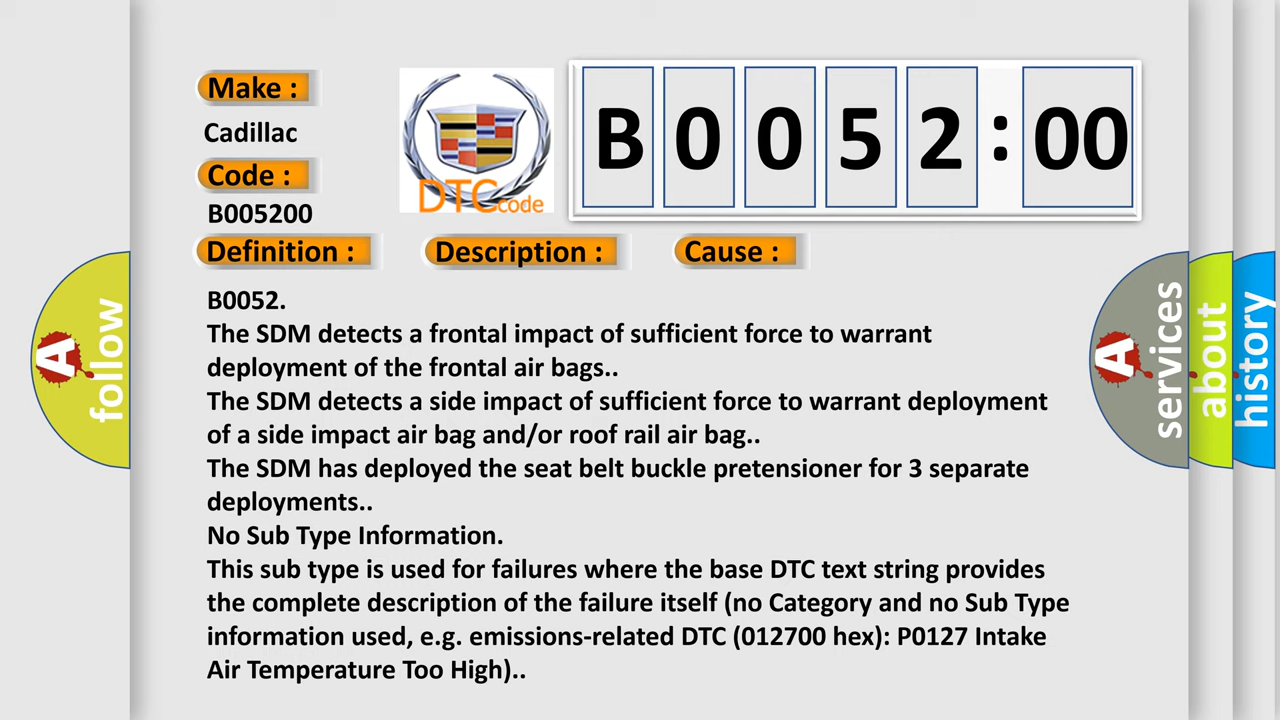 Make :
Cadillac
Code :
B005200
DTCcode
B0052:00
Definition :
Description :
Cause :
B0052.
The SDM detects a frontal impact of sufficient force to warrant
deployment of the frontal air bags..
The SDM detects a side impact of sufficient force to warrant deployment
of a side impact air bag and/or roof rail air bag..
The SDM has deployed the seat belt buckle pretensioner for 3 separate
deployments..
No Sub Type Information.
This sub type is used for failures where the base DTC text string provides
the complete description of the failure itself (no Category and no Sub Type
information used, e.g. emissions-related DTC (012700 hex): P0127 Intake
Air Temperature Too High)..
A
follow
A
services
about
history